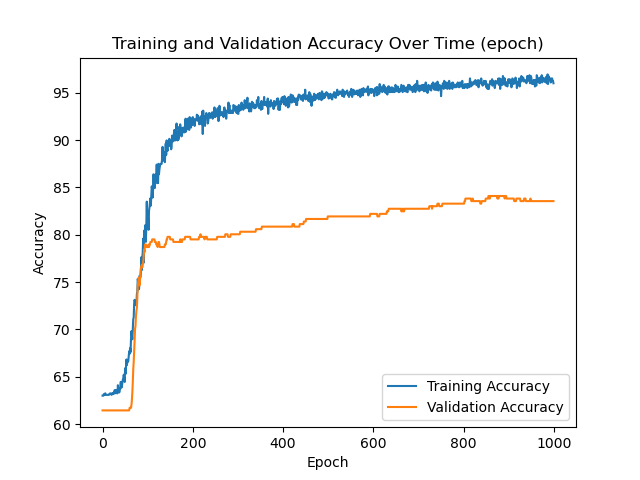 Training and Validation Accuracy Over Time (epoch)
95
90
85
80
75
70
65
60
Accuracy
0
200
400
600
800
1000
Epoch
Training Accuracy
Validation Accuracy